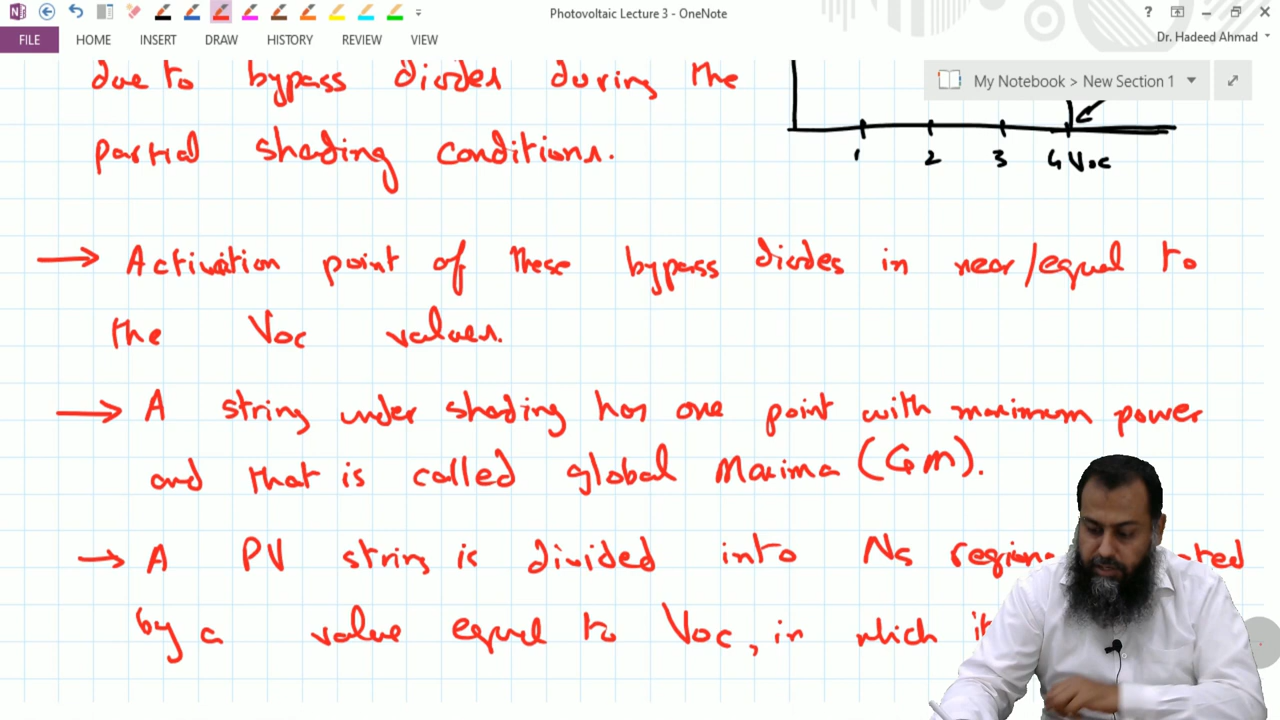 Photovoltaic Lecture 3 - OneNote
Dr. Hadeed Ahmad
FILE HOME INSERT DRAW HISTORY REVIEW VIEW
My Notebook > New Section 1
due to bypass diodes during the
partial shading conditions.
1 2 3 4 Voc
→ Activation point of these bypass diodes in near/equal to
the Voc values.
→ A string under shading has one point with maximum power
and that is called global Maxima (GM).
→ A PV string is divided into Ns
by a value equal to Voc, in which